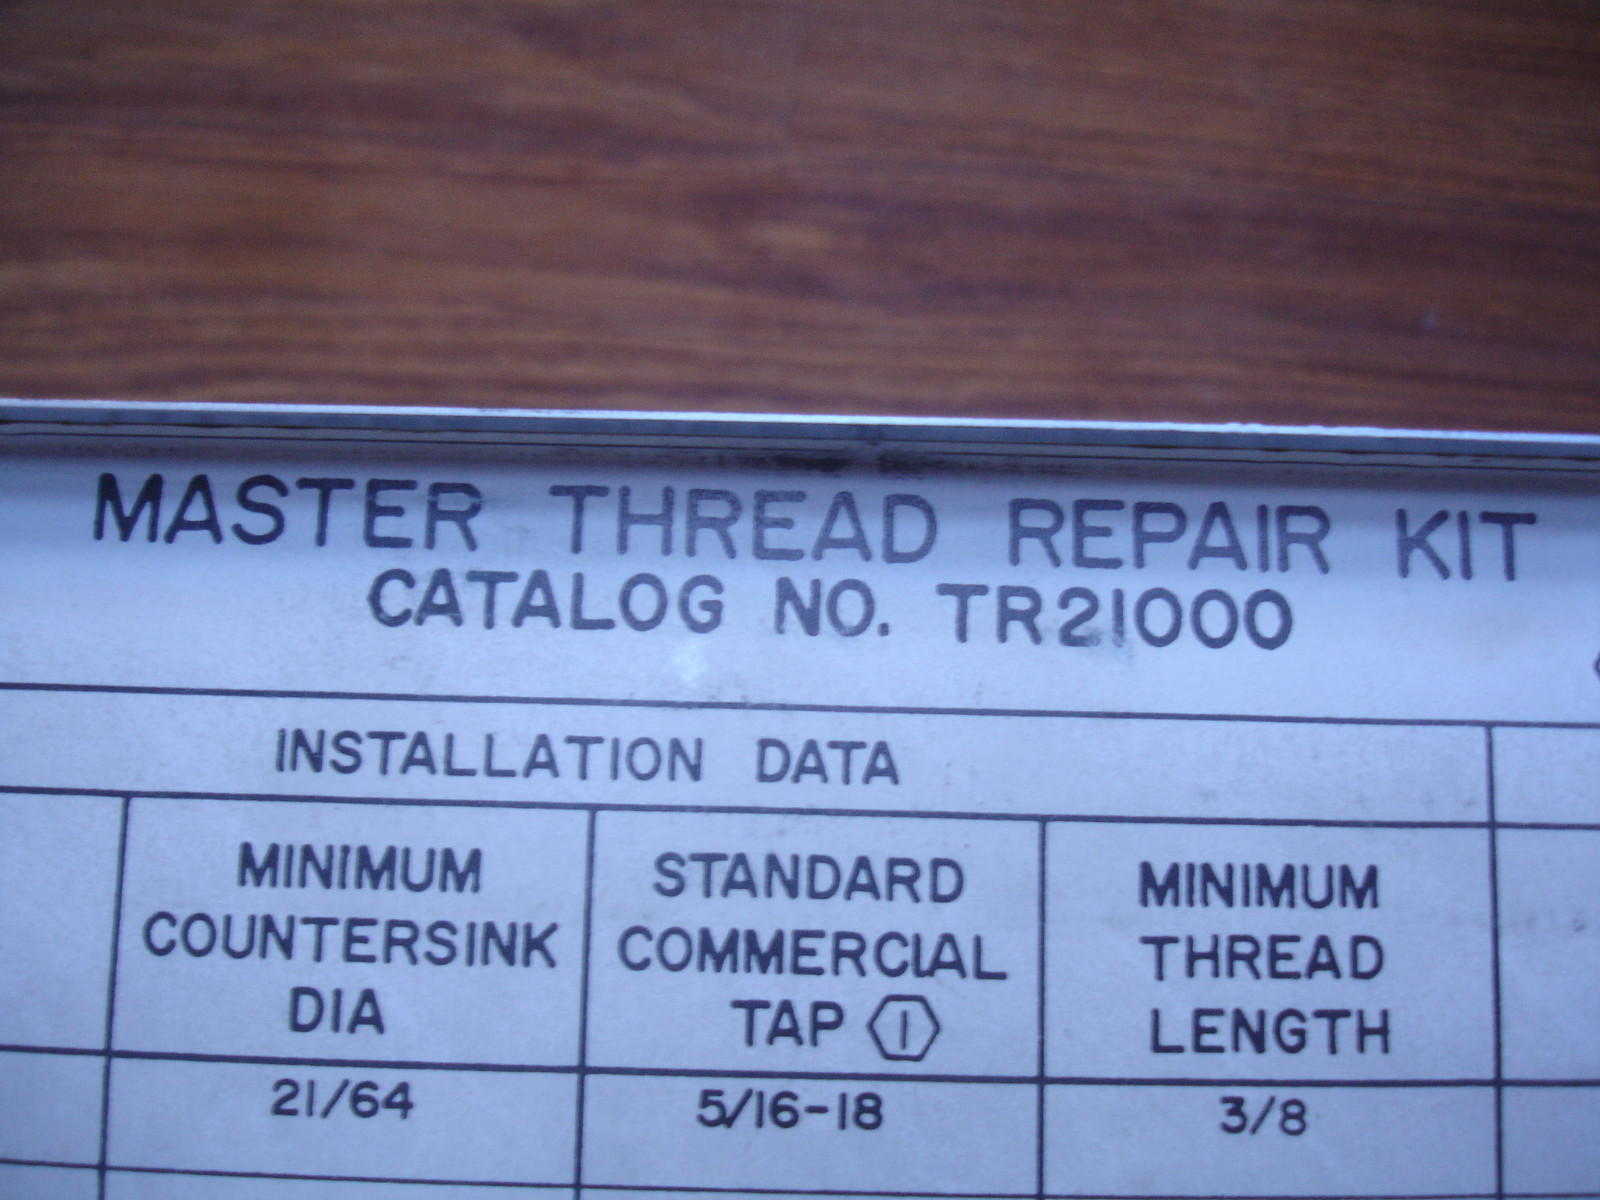 MASTER THREAD REPAIR KIT
CATALOG NO. TR21000
INSTALLATION DATA
MINIMUM
COUNTERSINK
DIA
STANDARD
COMMERCIAL
TAP 1
MINIMUM
THREAD
LENGTH
21/64
5/16-18
3/8